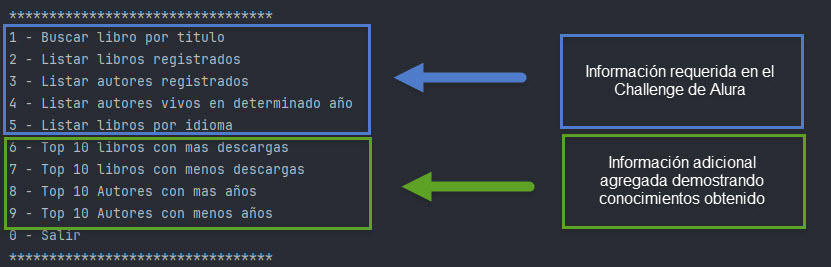 *********************************
1 - Buscar libro por titulo
2 - Listar libros registrados
3 - Listar autores registrados
4 - Listar autores vivos en determinado año
5 - Listar libros por idioma
6 - Top 10 libros con mas descargas
7 - Top 10 libros con menos descargas
8 - Top 10 Autores con mas años
9 - Top 10 Autores con menos años
0 - Salir
*********************************
Información requerida en el
Challenge de Alura
Información adicional
agregada demostrando
conocimientos obtenido